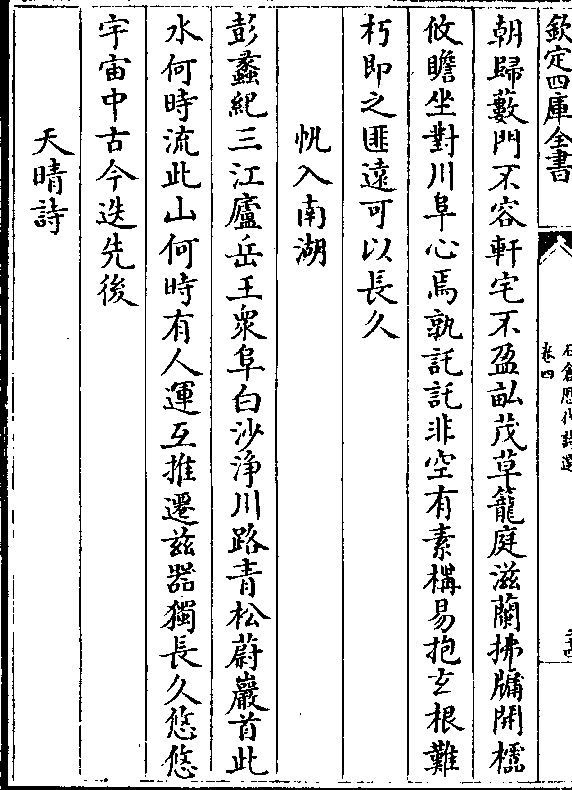 欽定四庫全書
石倉歷代詩選
卷四
朝歸藪門不容軒宅不盈畝茂草籠庭滋蘭拂牖開櫺
攸瞻坐對川阜心焉孰託託非空有素構易抱玄根難
朽即之匪遠可以長久
帆入南湖
彭蠡紀三江廬岳主衆阜白沙淨川路青松蔚巖首此
水何時流此山何時有人運互推遷兹器獨長久悠悠
宇宙中古今迭先後
天晴詩